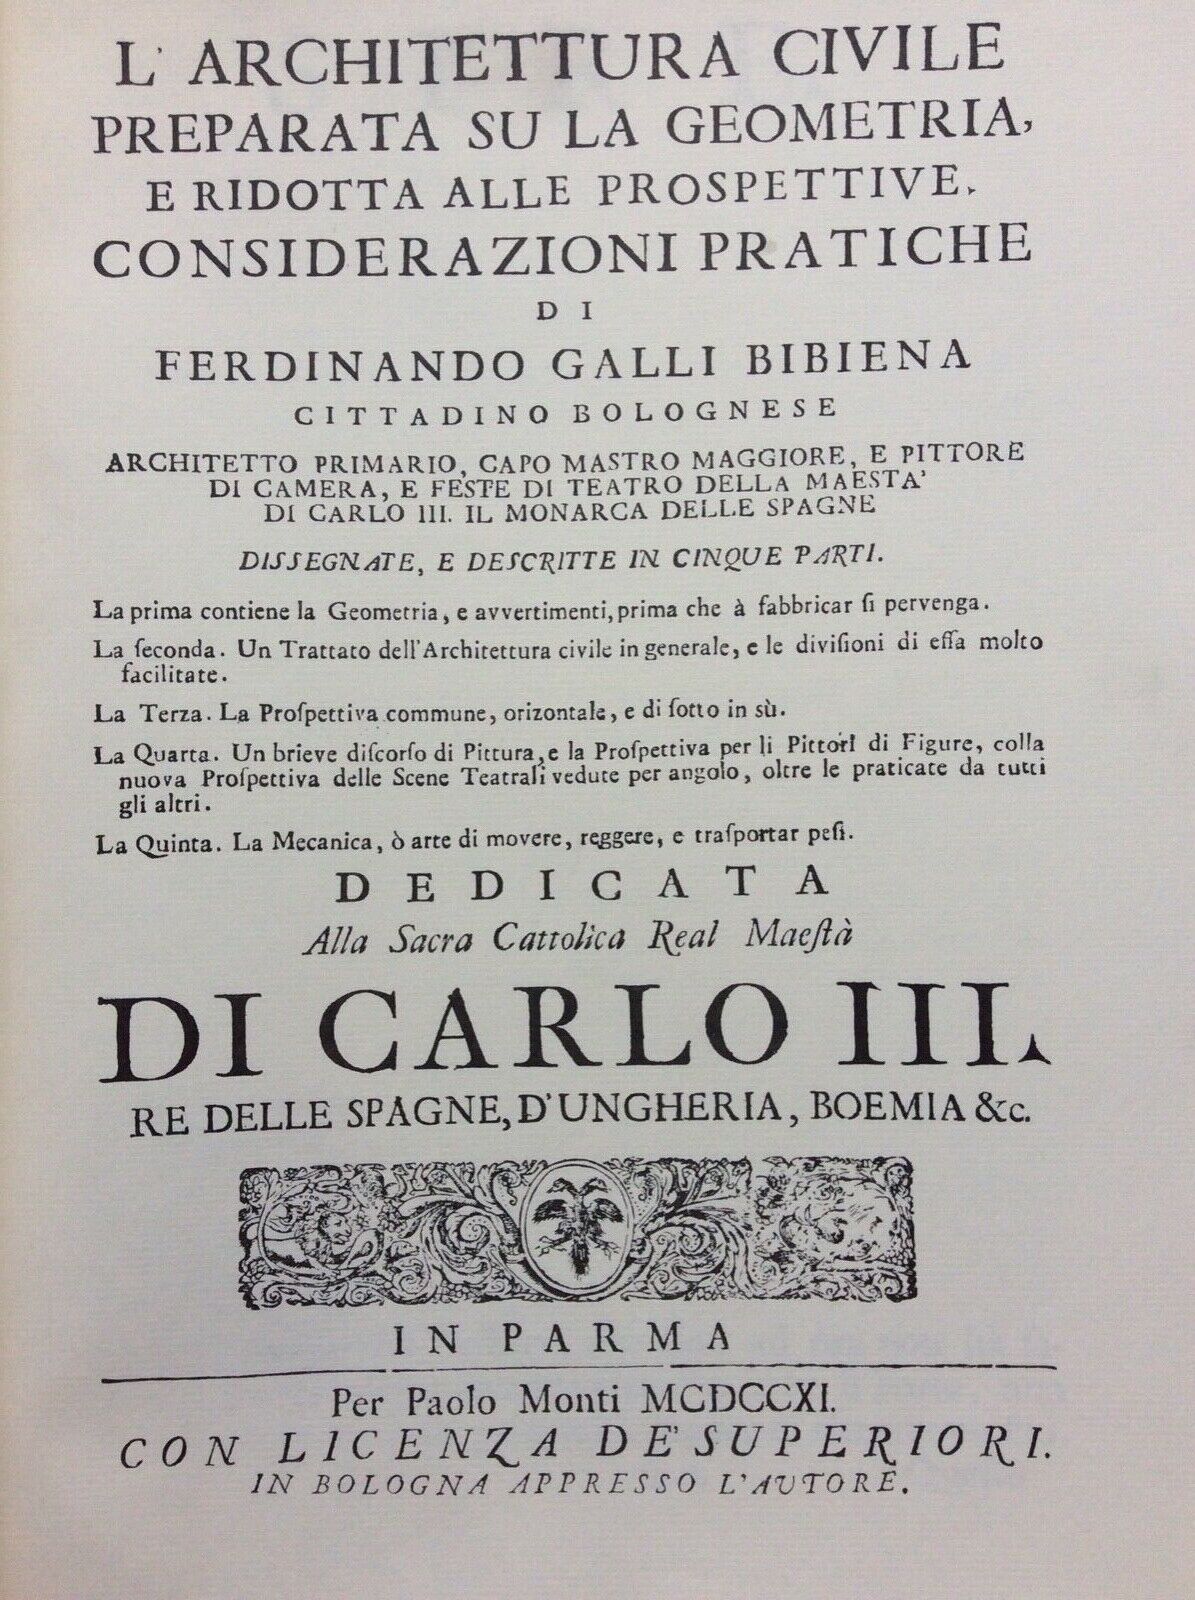 L'ARCHITETTURA CIVILE
PREPARATA SU LA GEOMETRIA,
E RIDOTTA ALLE PROSPETTIVE.
CONSIDERAZIONI PRATICHE
DI
FERDINANDO GALLI BIBIENA
CITTADINO BOLOGNESE
ARCHITETTO PRIMARIO, CAPO MASTRO MAGGIORE, E PITTORE
DI CAMERA, E FESTE DI TEATRO DELLA MAESTA'
DI CARLO III. IL MONARCA DELLE SPAGNE
DISSEGNATE, E DESCRITTE IN CINQUE PARTI.
La prima contiene la Geometria, e avvertimenti, prima che à fabbricar ſi pervenga.
La ſeconda. Un Trattato dell'Architettura civile in generale, e le diviſioni di eſſa molto
facilitate.
La Terza. La Proſpettiva commune, orizontale, e di ſotto in sù.
La Quarta. Un brieve diſcorſo di Pittura, e la Proſpettiva per li Pittori di Figure, colla
nuova Proſpettiva delle Scene Teatrali vedute per angolo, oltre le praticate da tutti
gli altri.
La Quinta. La Mecanica, ò arte di movere, reggere, e traſportar peſi.
DEDICATA
Alla Sacra Cattolica Real Maeſtà
DI CARLO III.
RE DELLE SPAGNE, D'UNGHERIA, BOEMIA &c.
IN PARMA
Per Paolo Monti MCDCCXI.
CON LICENZA DE' SUPERIORI.
IN BOLOGNA APPRESSO L'AUTORE.